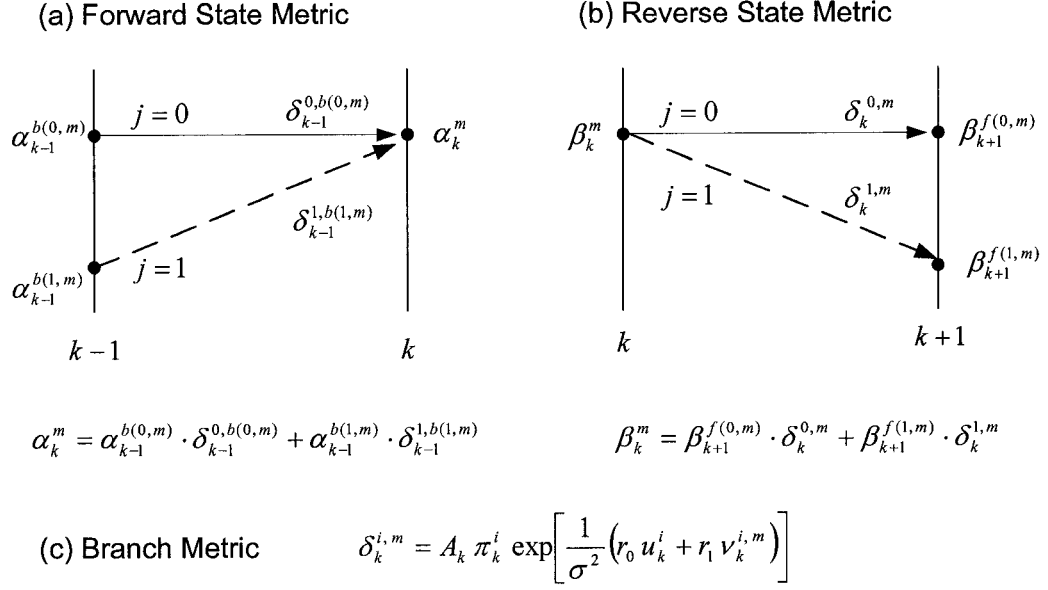 (a) Forward State Metric
(b) Reverse State Metric
j = 0
δ_{k-1}^{0,b(0,m)}
α_{k-1}^{b(0,m)}
α_k^m
δ_{k-1}^{1,b(1,m)}
j = 1
α_{k-1}^{b(1,m)}
k − 1
k
j = 0
δ_k^{0,m}
β_k^m
β_{k+1}^{f(0,m)}
j = 1
δ_k^{1,m}
β_{k+1}^{f(1,m)}
k
k + 1
α_k^m = α_{k-1}^{b(0,m)} · δ_{k-1}^{0,b(0,m)} + α_{k-1}^{b(1,m)} · δ_{k-1}^{1,b(1,m)}
β_k^m = β_{k+1}^{f(0,m)} · δ_k^{0,m} + β_{k+1}^{f(1,m)} · δ_k^{1,m}
(c) Branch Metric
δ_k^{i,m} = A_k π_k^i exp[1/σ^2 (r_0 u_k^i + r_1 ν_k^{i,m})]